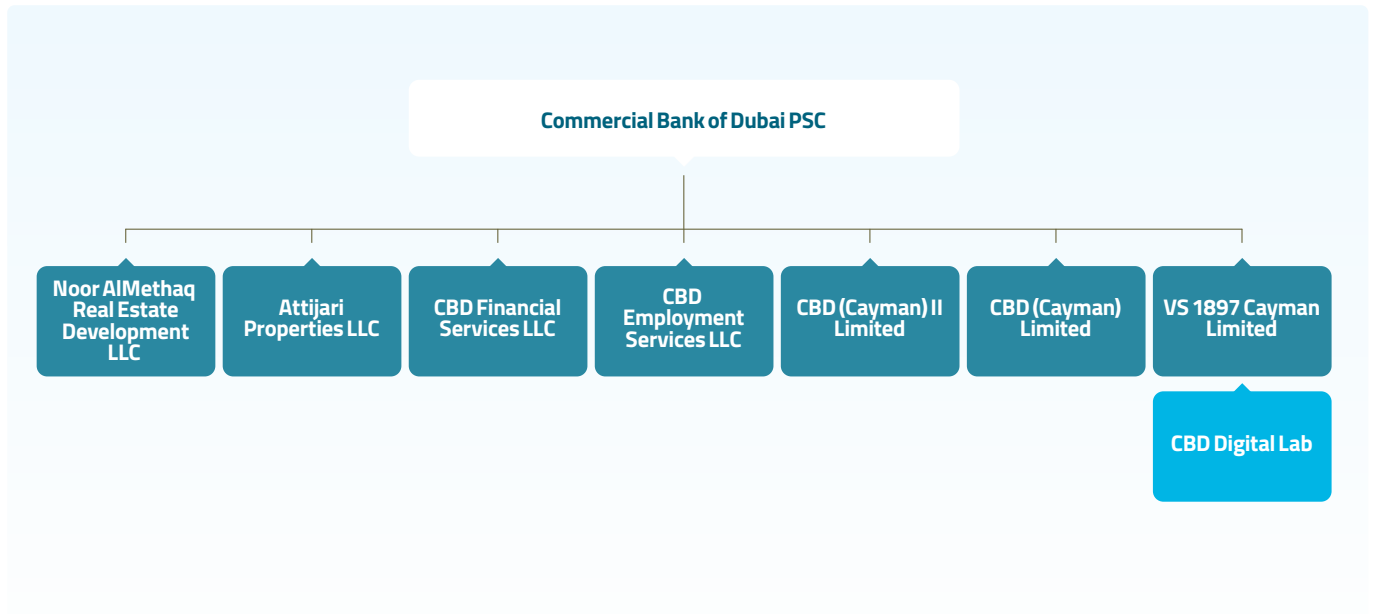 Commercial Bank of Dubai PSC
Noor AlMethaq
Real Estate
Development
LLC
Attijari
Properties LLC
CBD Financial
Services LLC
CBD
Employment
Services LLC
CBD (Cayman) II
Limited
CBD (Cayman)
Limited
VS 1897 Cayman
Limited
CBD Digital Lab